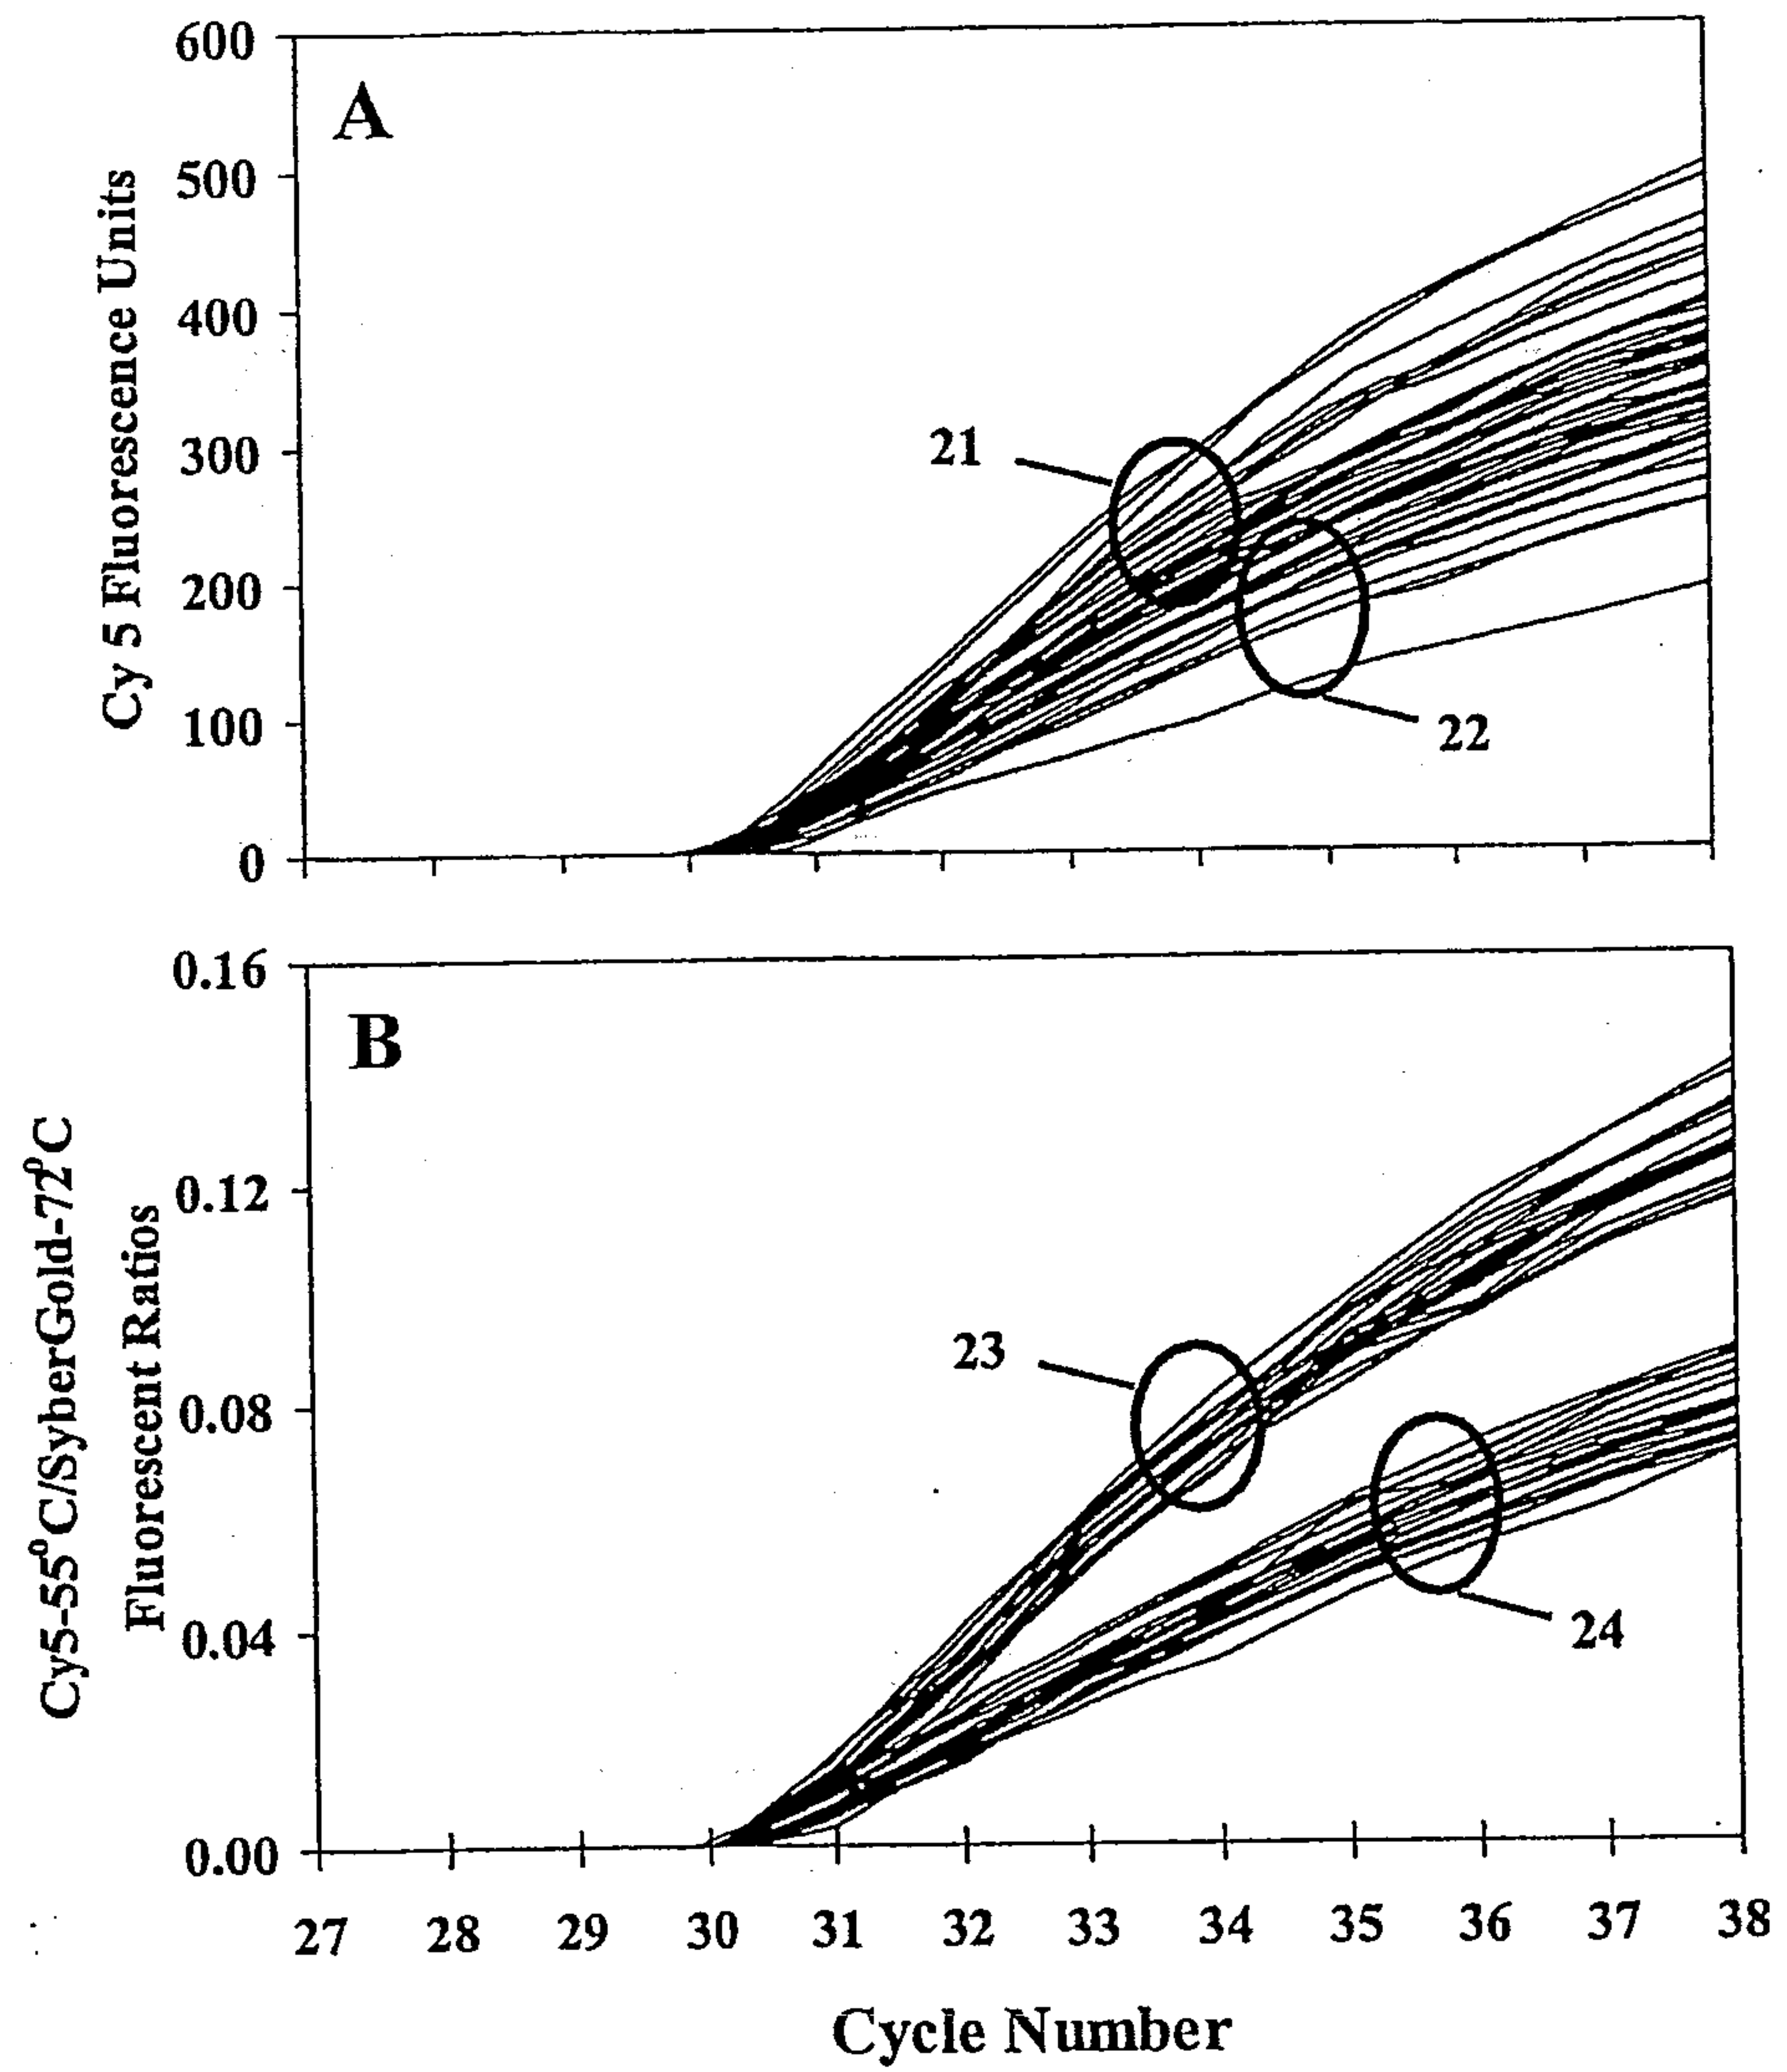 A
600
500
400
300
200
100
0
Cy 5 Fluorescence Units
21
22
B
0.16
0.12
0.08
0.04
0.00
Cy5-55°C/SyberGold-72°C
Fluorescent Ratios
23
24
27 28 29 30 31 32 33 34 35 36 37 38
Cycle Number